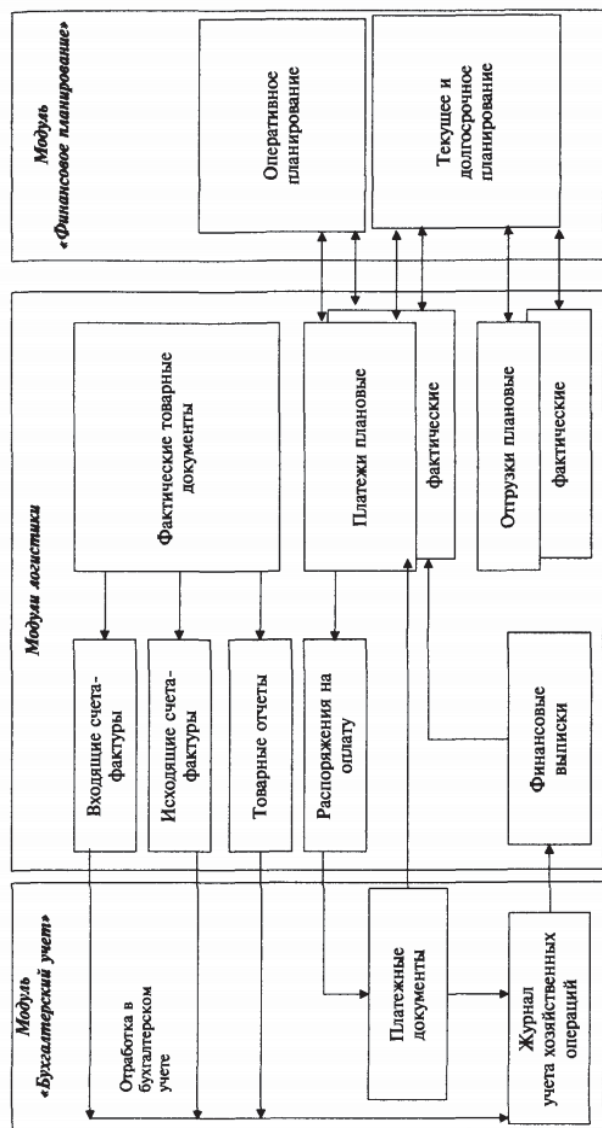 Модуль
«Бухгалтерский учет»
Отработка в
бухгалтерском
учете
Платежные
документы
Журнал
учета хозяйственных
операций
Модули логистики
Входящие счета-
фактуры
Исходящие счета-
фактуры
Товарные отчеты
Распоряжения на
оплату
Финансовые
выписки
Фактические товарные
документы
Платежи плановые
фактические
Отгрузки плановые
фактические
Модуль
«Финансовое планирование»
Оперативное
планирование
Текущее и
долгосрочное
планирование